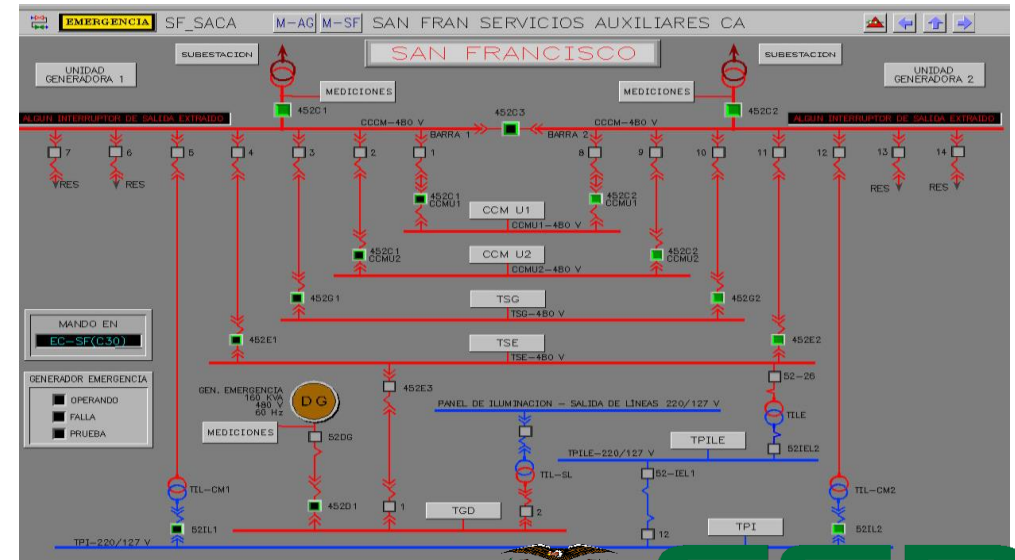 EMERGENCIA SF_SACA M-AG M-SF SAN FRAN SERVICIOS AUXILIARES CA
SUBESTACION SAN FRANCISCO SUBESTACION
UNIDAD
GENERADORA 1
UNIDAD
GENERADORA 2
MEDICIONES MEDICIONES
452C1 452C3 452C2
ALGUN INTERRUPTOR DE SALIDA EXTRAIDO CCCM-480 V CCCM-480 V ALGUN INTERRUPTOR DE SALIDA EXTRAIDO
BARRA 1 BARRA 2
7 6 5 4 3 2 1 8 9 10 11 12 13 14
RES RES RES RES
452C1
CCMU1
452C2
CCMU1
CCM U1
CCMU1-480 V
452C1
CCMU2
CCM U2
452C2
CCMU2
CCMU2-480 V
452G1 TSG 452G2
TSG-480 V
MANDO EN
EC-SF(C30)
452E1 TSE 452E2
TSE-480 V
GENERADOR EMERGENCIA
OPERANDO
FALLA
PRUEBA
GEN. EMERGENCIA
160 KVA
480 V
60 Hz
DG
452E3
52-26
PANEL DE ILUMINACION - SALIDA DE LÍNEAS 220/127 V
TILE
MEDICIONES 52DG
TPILE
52IEL2
TPILE-220/127 V
TIL-SL
52-IEL1
TIL-CM1 TIL-CM2
452D1 1 TGD 2
TPI
52IL1 12 52IL2
TPI-220/127 V